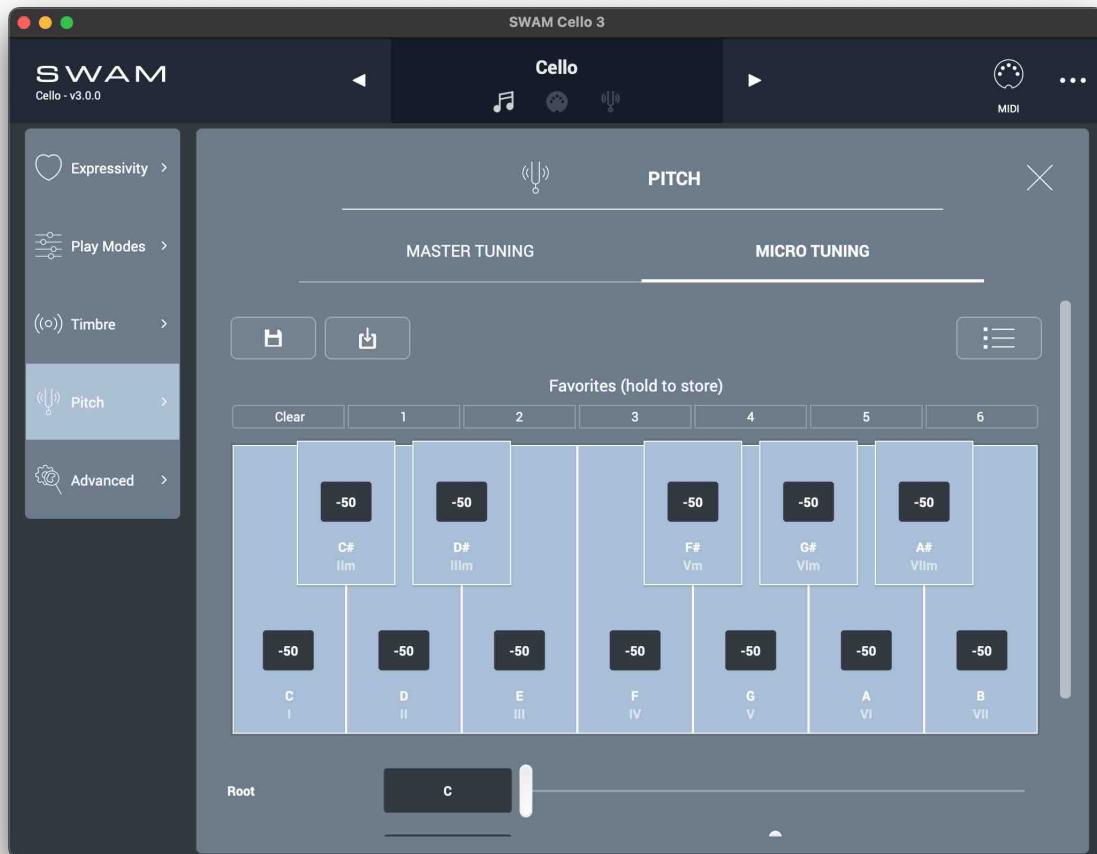 SWAM Cello 3
SWAM
Cello - v3.0.0
Cello
MIDI
Expressivity
Play Modes
Timbre
Pitch
Advanced
PITCH
MASTER TUNING MICRO TUNING
Favorites (hold to store)
Clear 1 2 3 4 5 6
-50 -50 -50 -50 -50
C# D# F# G# A#
IIm IIIm Vm VIm VIIm
-50 -50 -50 -50 -50 -50 -50
C D E F G A B
I II III IV V VI VII
Root C